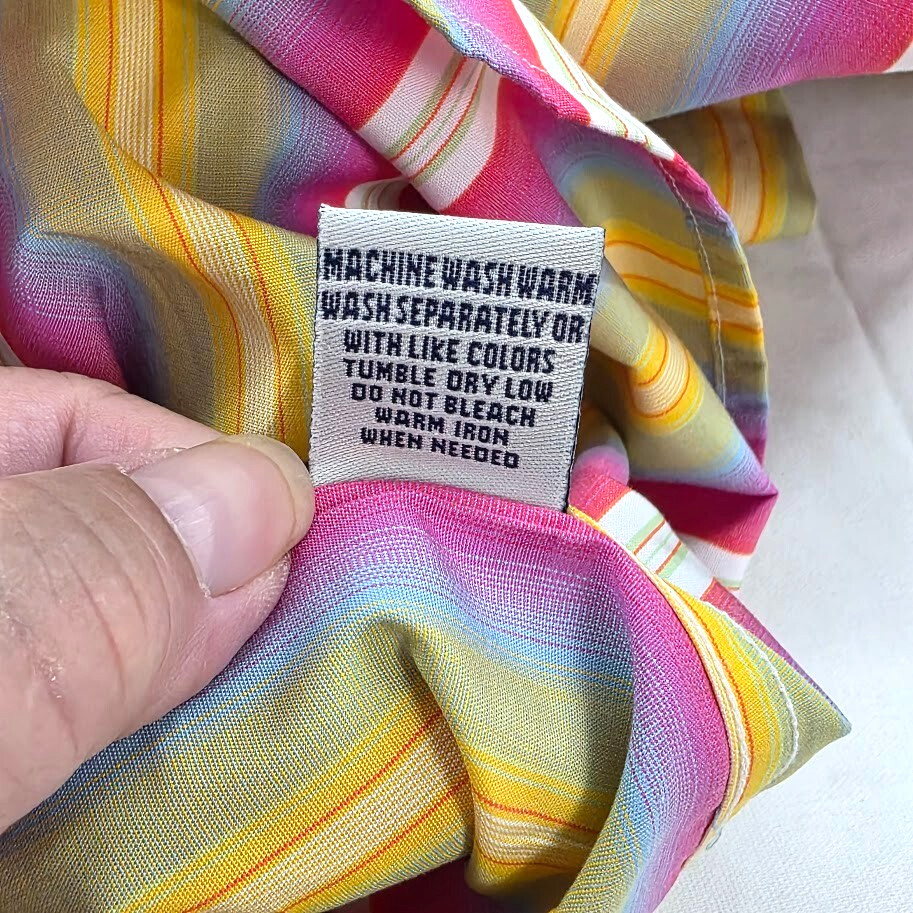 MACHINE WASH WARM
WASH SEPARATELY OR
WITH LIKE COLORS
TUMBLE DRY LOW
DO NOT BLEACH
WARM IRON
WHEN NEEDED